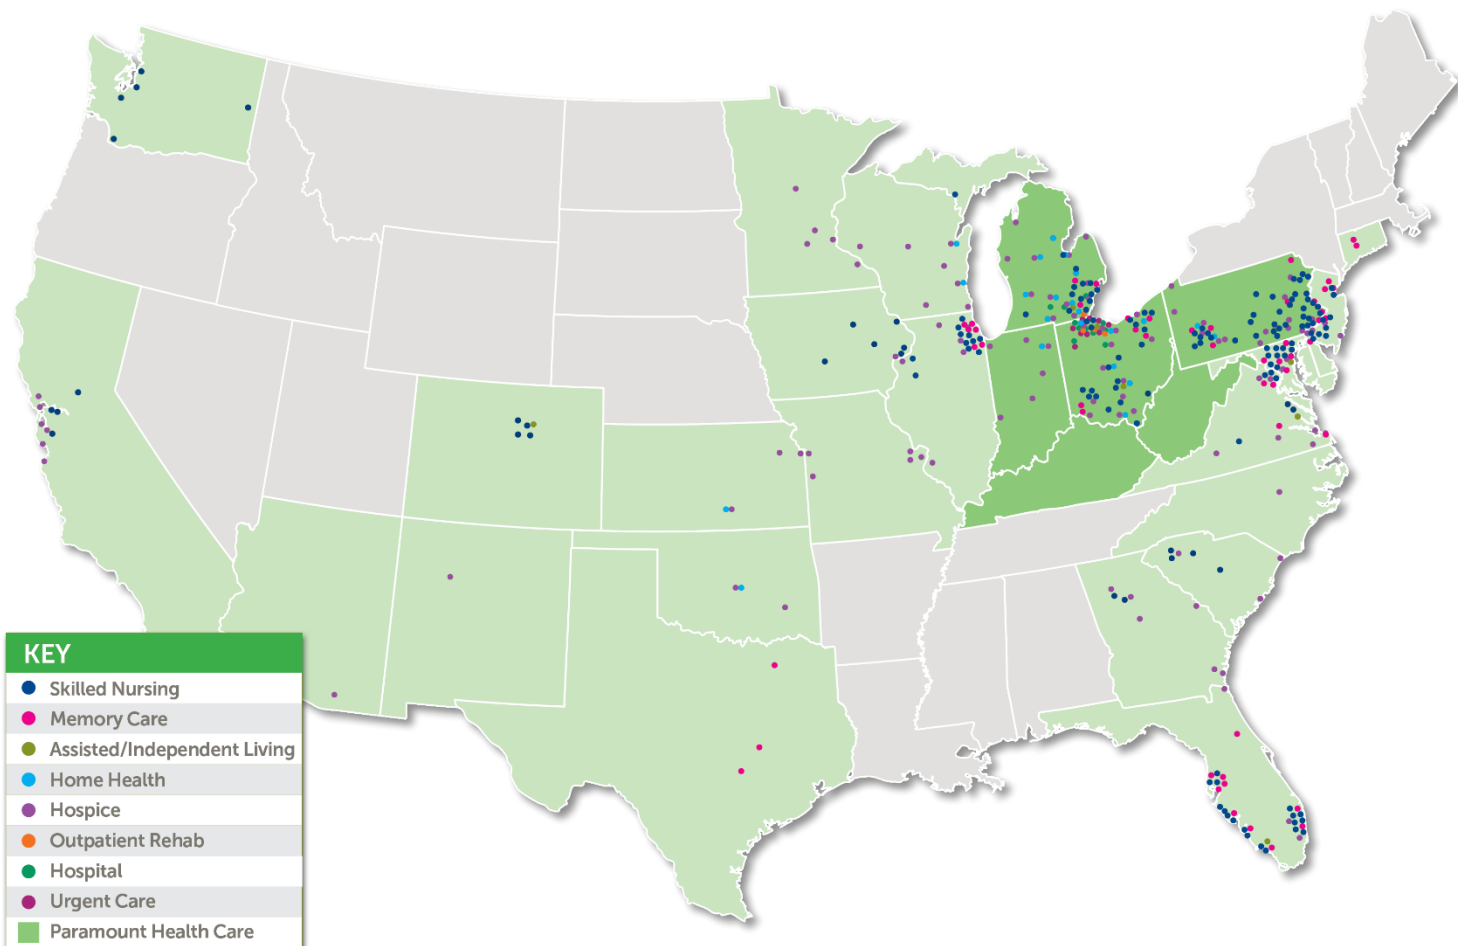 KEY
Skilled Nursing
Memory Care
Assisted/Independent Living
Home Health
Hospice
Outpatient Rehab
Hospital
Urgent Care
Paramount Health Care